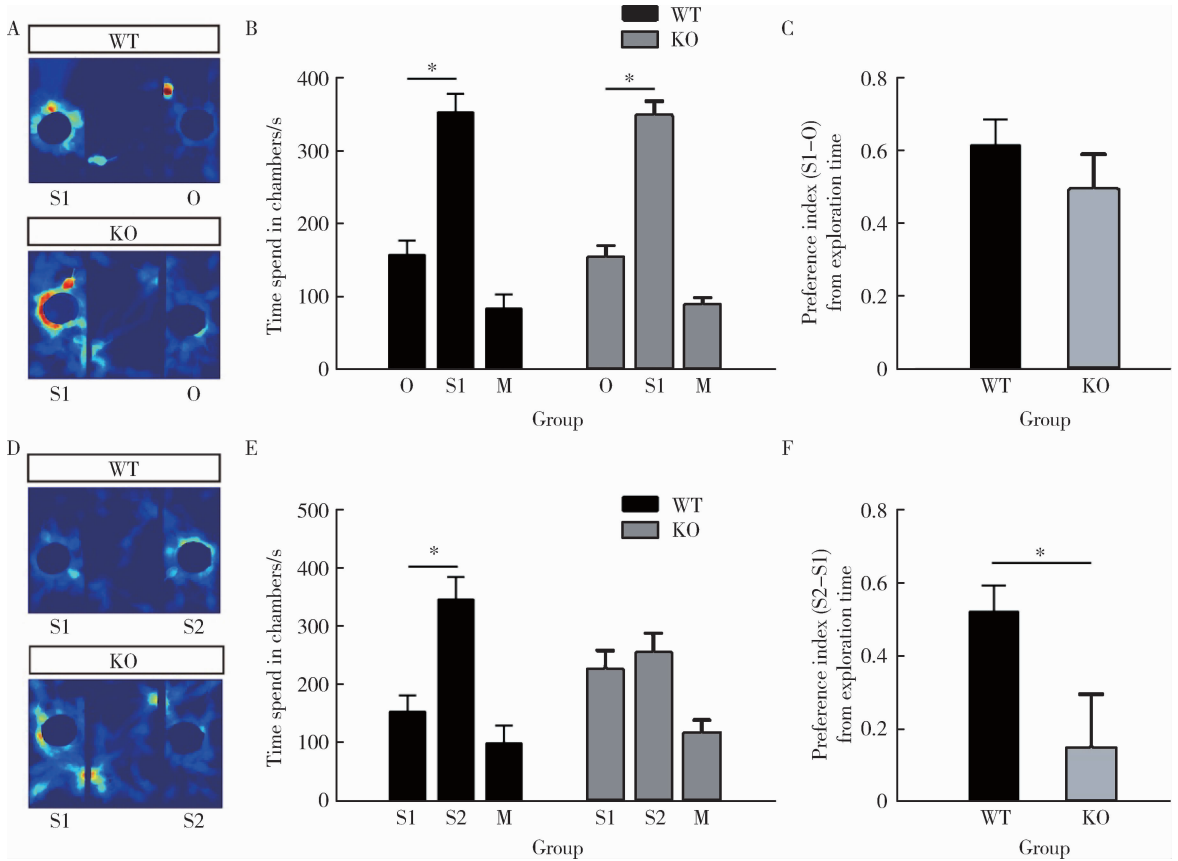 A
WT
S1 O
KO
S1 O
B
WT
KO
Time spend in chambers/s
400
300
200
100
0
*
*
O S1 M O S1 M
Group
C
Preference index (S1–O)
from exploration time
0.8
0.6
0.4
0.2
0
WT KO
Group
D
WT
S1 S2
KO
S1 S2
E
WT
KO
Time spend in chambers/s
500
400
300
200
100
0
*
S1 S2 M S1 S2 M
Group
F
Preference index (S2–S1)
from exploration time
0.8
0.6
0.4
0.2
0
*
WT KO
Group